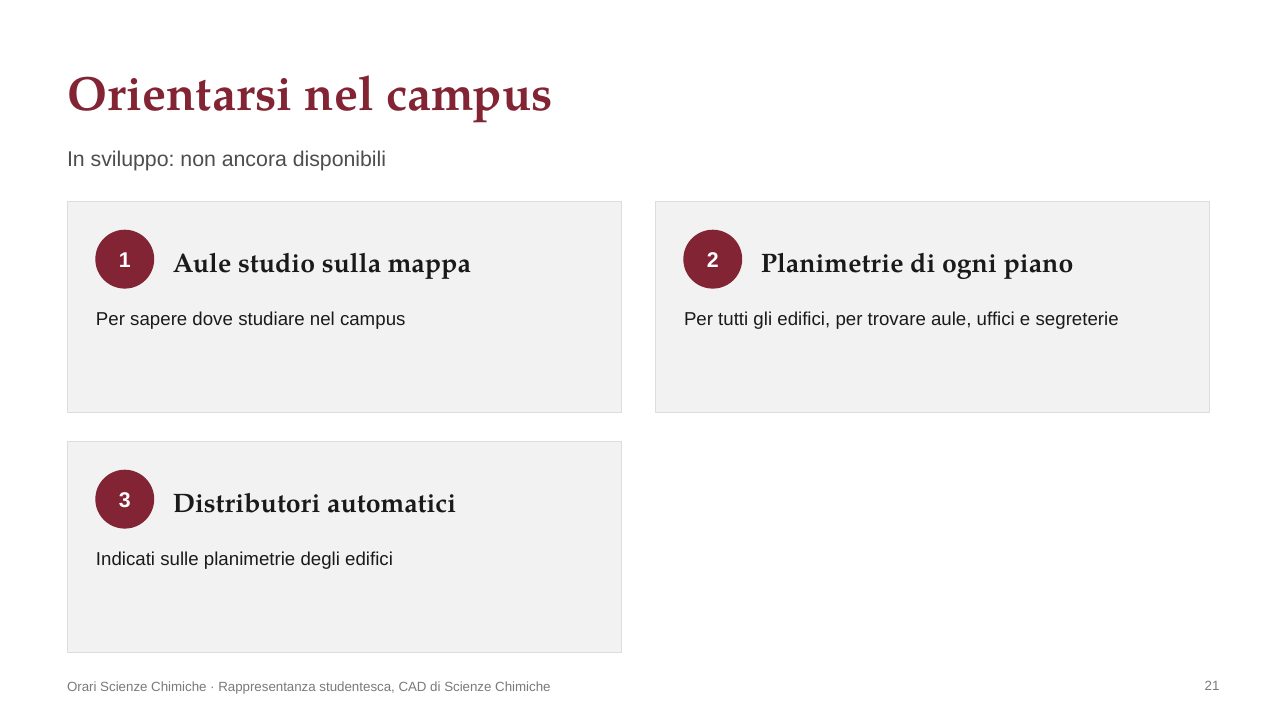 Orientarsi nel campus
In sviluppo: non ancora disponibili
1
Aule studio sulla mappa
Per sapere dove studiare nel campus
2
Planimetrie di ogni piano
Per tutti gli edifici, per trovare aule, uffici e segreterie
3
Distributori automatici
Indicati sulle planimetrie degli edifici
Orari Scienze Chimiche · Rappresentanza studentesca, CAD di Scienze Chimiche
21